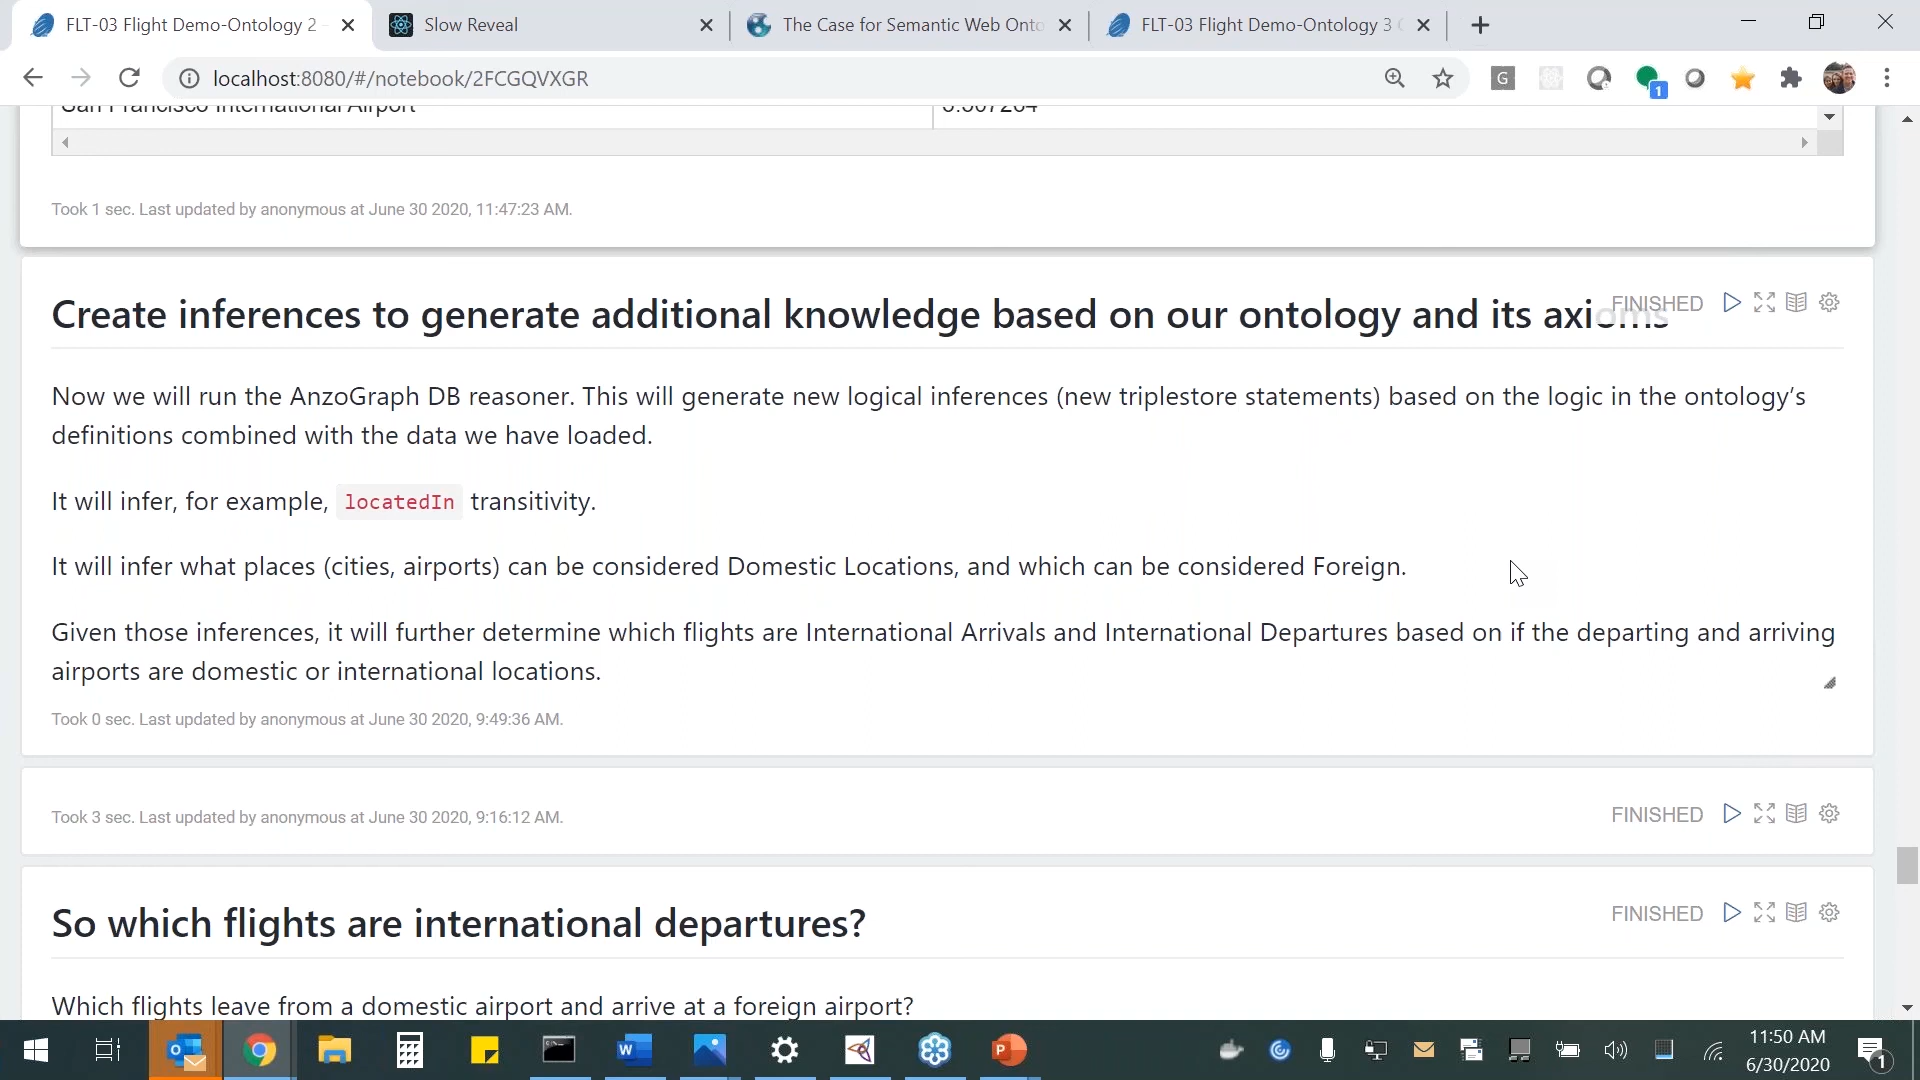 FLT-03 Flight Demo-Ontology 2
Slow Reveal
The Case for Semantic Web Onto
FLT-03 Flight Demo-Ontology 3
localhost:8080/#/notebook/2FCGQVXGR
G
1
San Francisco International Airport
Took 1 sec. Last updated by anonymous at June 30 2020, 11:47:23 AM.
Create inferences to generate additional knowledge based on our ontology and its axioms
FINISHED
Now we will run the AnzoGraph DB reasoner. This will generate new logical inferences (new triplestore statements) based on the logic in the ontology’s
definitions combined with the data we have loaded.
It will infer, for example, locatedIn transitivity.
It will infer what places (cities, airports) can be considered Domestic Locations, and which can be considered Foreign.
Given those inferences, it will further determine which flights are International Arrivals and International Departures based on if the departing and arriving
airports are domestic or international locations.
Took 0 sec. Last updated by anonymous at June 30 2020, 9:49:36 AM.
Took 3 sec. Last updated by anonymous at June 30 2020, 9:16:12 AM.
FINISHED
So which flights are international departures?
FINISHED
Which flights leave from a domestic airport and arrive at a foreign airport?
11:50 AM
6/30/2020
1